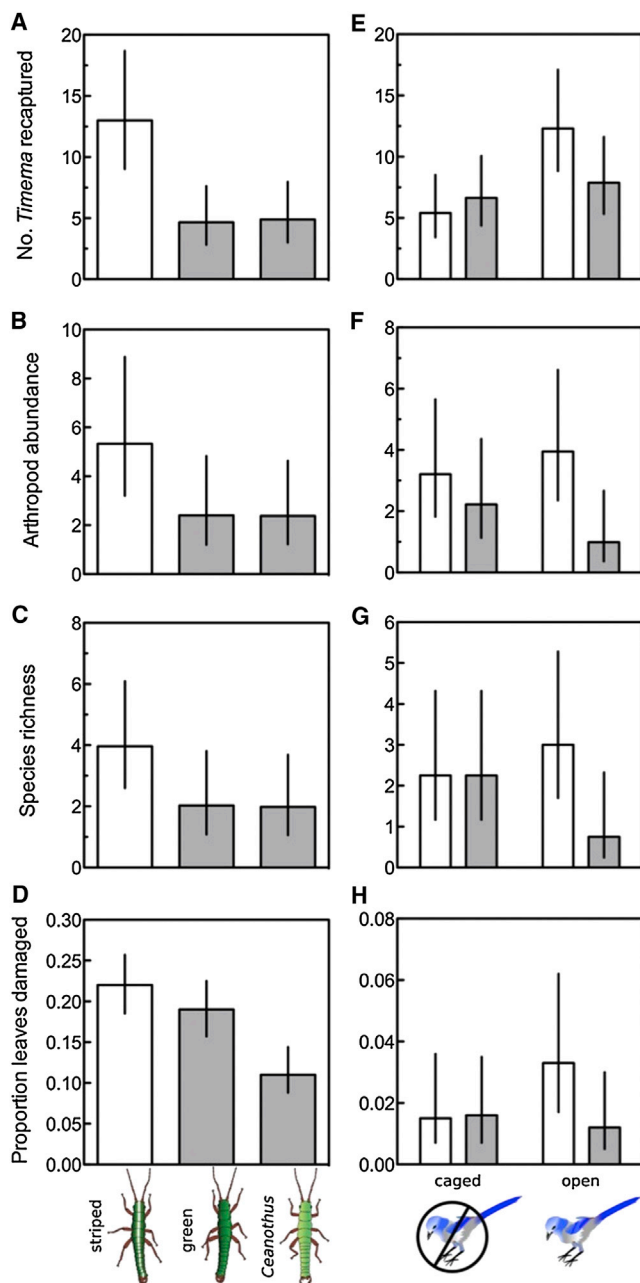 A
No. Timema recaptured
20
15
10
5
0
B
Arthropod abundance
10
8
6
4
2
0
C
Species richness
8
6
4
2
0
D
Proportion leaves damaged
0.30
0.25
0.20
0.15
0.10
0.05
0.00
striped
green
Ceanothus
E
20
15
10
5
0
F
8
6
4
2
0
G
6
5
4
3
2
1
0
H
0.08
0.06
0.04
0.02
0.00
caged
open